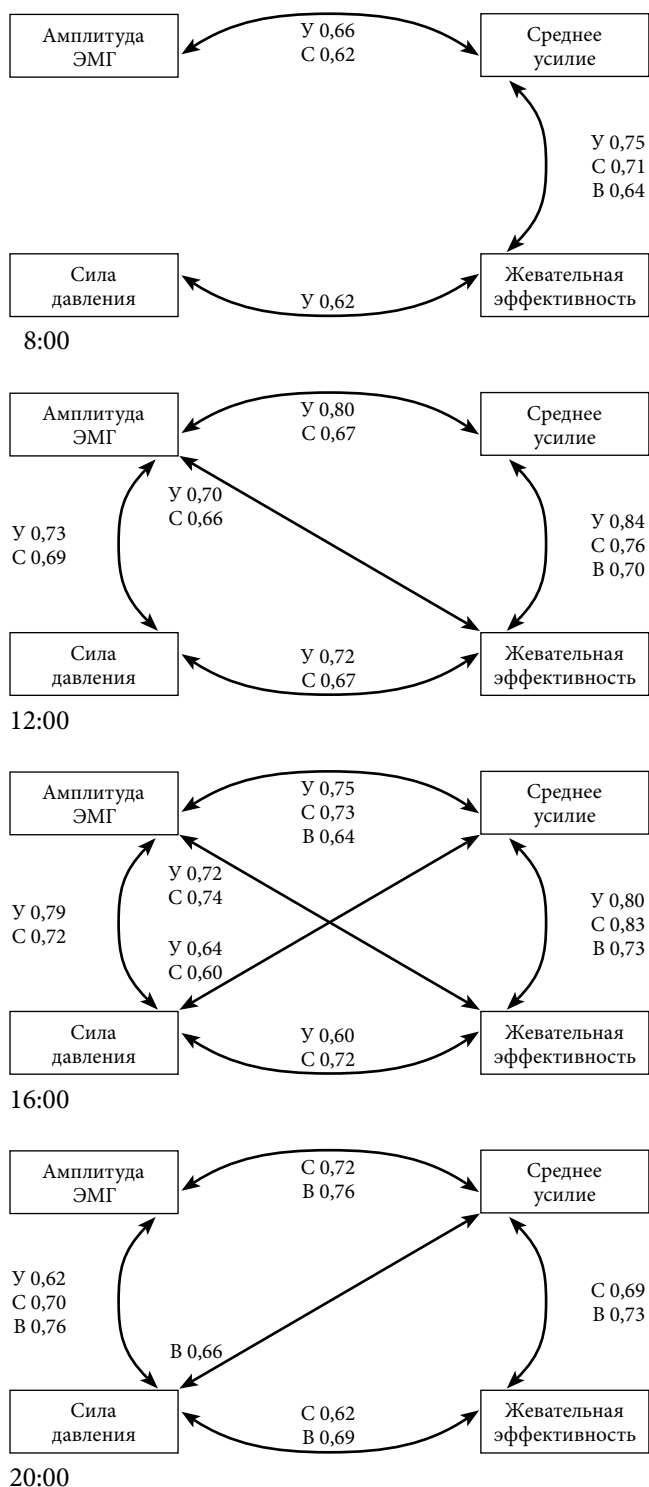 Амплитуда
ЭМГ
У 0,66
С 0,62
Среднее
усилие
У 0,75
С 0,71
В 0,64
Сила
давления
У 0,62
Жевательная
эффективность
8:00
Амплитуда
ЭМГ
У 0,80
С 0,67
Среднее
усилие
У 0,70
С 0,66
У 0,73
С 0,69
У 0,84
С 0,76
В 0,70
Сила
давления
У 0,72
С 0,67
Жевательная
эффективность
12:00
Амплитуда
ЭМГ
У 0,75
С 0,73
В 0,64
Среднее
усилие
У 0,72
С 0,74
У 0,79
С 0,72
У 0,80
С 0,83
В 0,73
У 0,64
С 0,60
Сила
давления
У 0,60
С 0,72
Жевательная
эффективность
16:00
Амплитуда
ЭМГ
С 0,72
В 0,76
Среднее
усилие
У 0,62
С 0,70
В 0,76
С 0,69
В 0,73
В 0,66
Сила
давления
С 0,62
В 0,69
Жевательная
эффективность
20:00